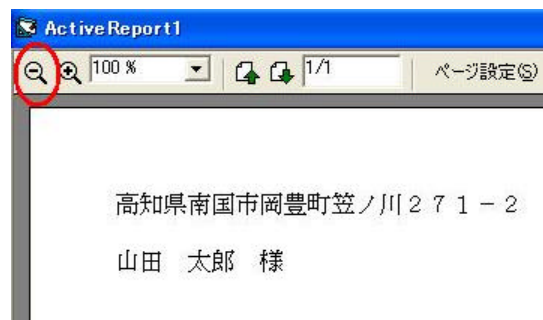 ActiveReport1
100 % 1/1 ページ設定(S)
高知県南国市岡豊町笠ノ川２７１－２
山田　太郎　様